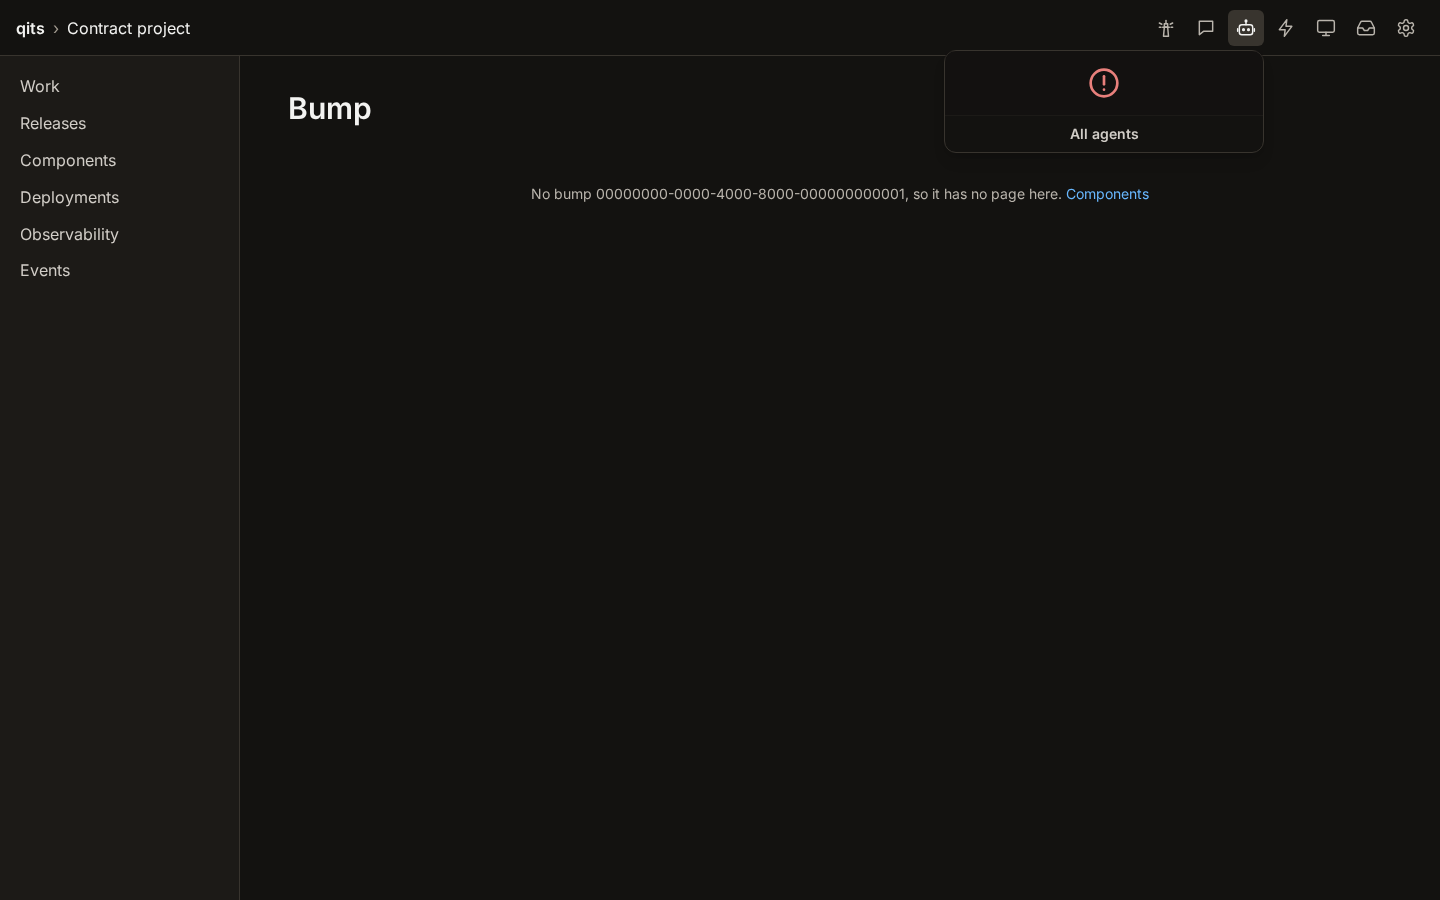 qits › Contract project
Work
Releases
Components
Deployments
Observability
Events
Bump
All agents
No bump 00000000-0000-4000-8000-000000000001, so it has no page here. Components